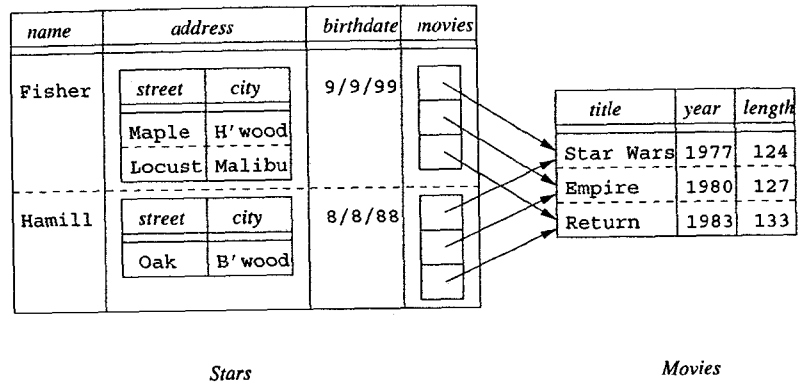 name address birthdate movies
Fisher street city 9/9/99
Maple H'wood
Locust Malibu
Hamill street city 8/8/88
Oak B'wood
title year length
Star Wars 1977 124
Empire 1980 127
Return 1983 133
Stars
Movies